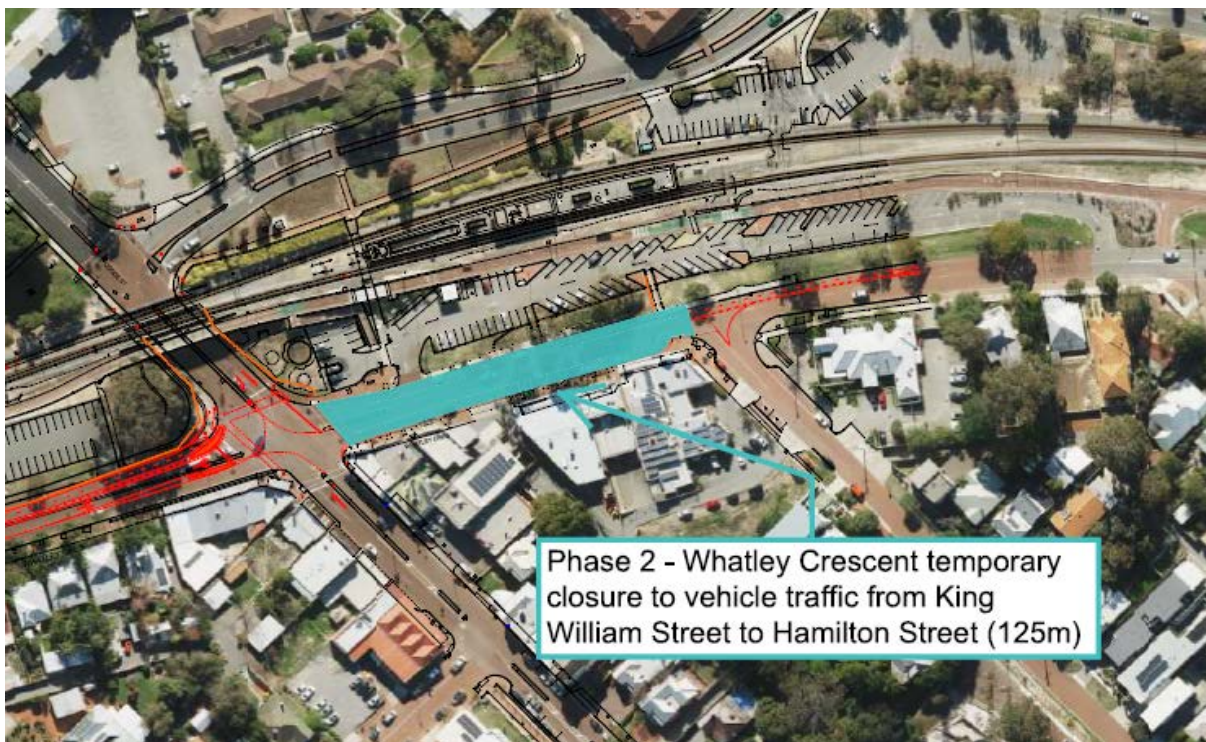 Phase 2 - Whatley Crescent temporary
closure to vehicle traffic from King
William Street to Hamilton Street (125m)